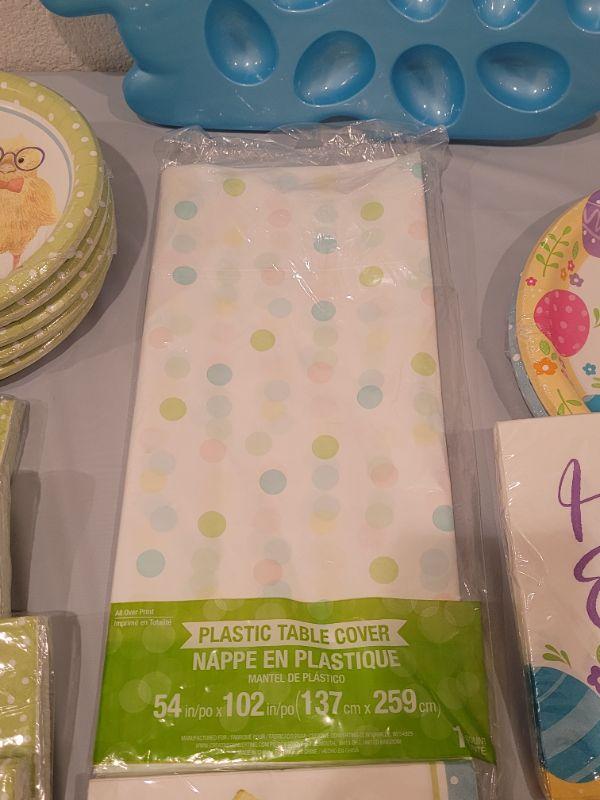 All Over Print
Imprimé en Totalité
PLASTIC TABLE COVER
NAPPE EN PLASTIQUE
MANTEL DE PLÁSTICO
54 in/po x 102 in/po (137 cm x 259 cm)
1